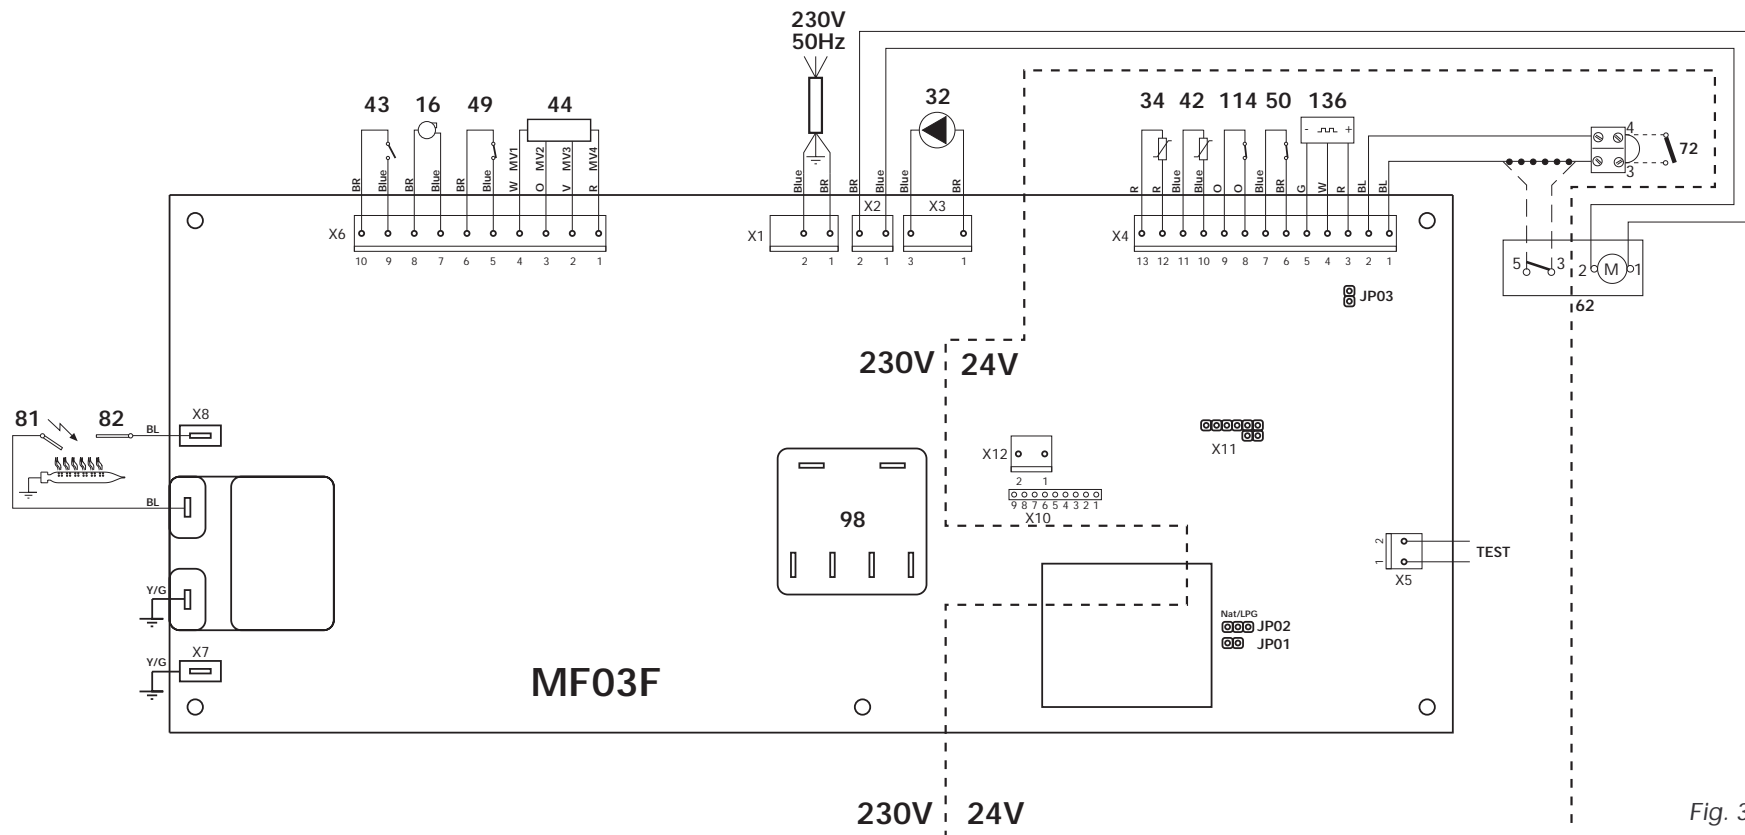 230V
50Hz
43 16 49 44 32 34 42 114 50 136
- +
4
72
3
BR Blue BR Blue BR Blue W MV1 O MV2 V MV3 R MV4
Blue BR BR Blue Blue BR
R R Blue Blue O O Blue BR G W R BL BL
X6 X1 X2 X3 X4
10 9 8 7 6 5 4 3 2 1
2 1 2 1 3 1
13 12 11 10 9 8 7 6 5 4 3 2 1
5 3 2 M 1
62
JP03
230V 24V
81 82 BL X8
X12
2 1
9 8 7 6 5 4 3 2 1
X10
X11
BL
98
2
1
X5
TEST
Y/G
Nat/LPG
JP02
JP01
Y/G X7
MF03F
230V 24V
Fig. 3